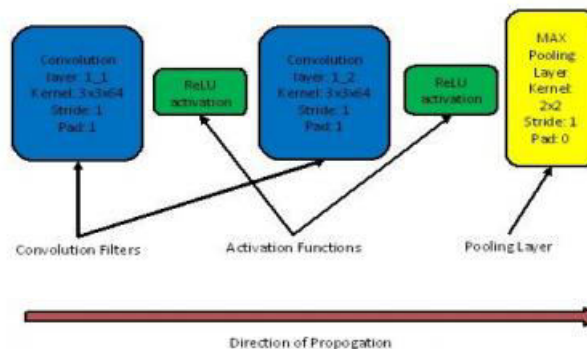 Convolution
layer: 1_1
Kernel: 3x3x64
Stride: 1
Pad: 1
ReLU
activation
Convolution
layer: 1_2
Kernel: 3x3x64
Stride: 1
Pad: 1
ReLU
activation
MAX
Pooling
Layer
Kernel:
2x2
Stride: 1
Pad: 0
Convolution Filters
Activation Functions
Pooling Layer
Direction of Propogation